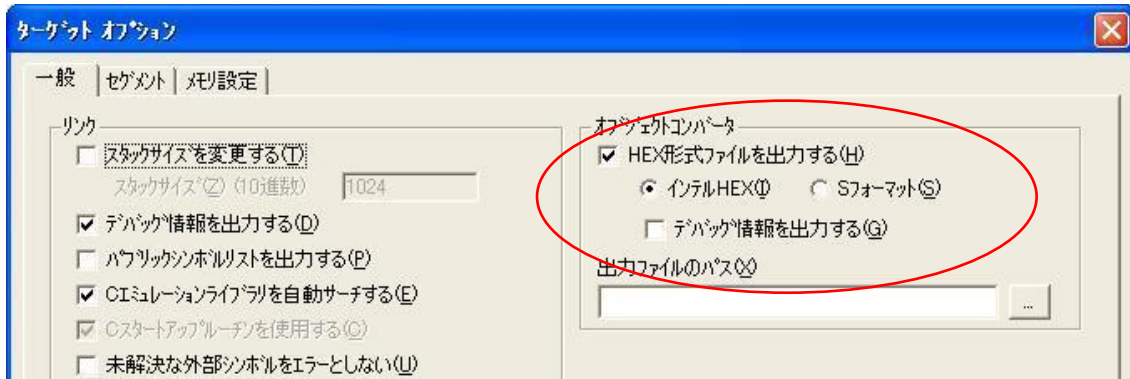 ターゲット オプション
一般
セグメント
メモリ設定
リンク
スタックサイズを変更する(T)
スタックサイズ(Z) (10進数)
1024
デバッグ情報を出力する(D)
パブリックシンボルリストを出力する(P)
Cエミュレーションライブラリを自動サーチする(E)
Cスタートアップルーチンを使用する(C)
未解決な外部シンボルをエラーとしない(U)
オブジェクトコンバータ
HEX形式ファイルを出力する(H)
インテルHEX(I)
Sフォーマット(S)
デバッグ情報を出力する(G)
出力ファイルのパス(X)
...